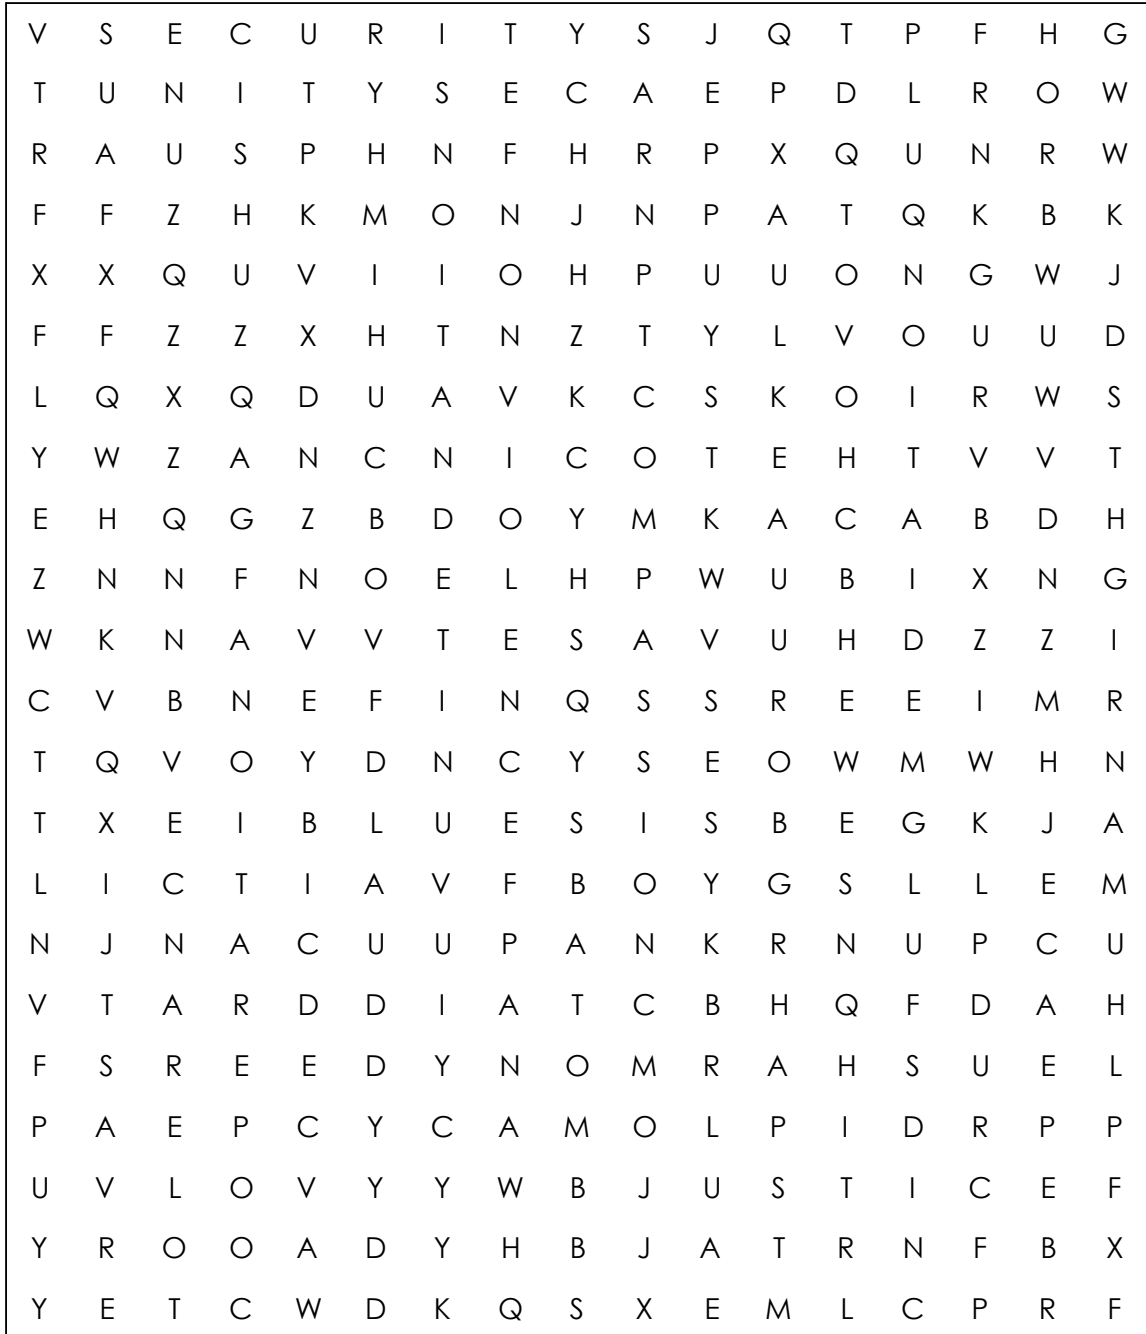 V S E C U R I T Y S J Q T P F H G
T U N I T Y S E C A E P D L R O W
R A U S P H N F H R P X Q U N R W
F F Z H K M O N J N P A T Q K B K
X X Q U V I I O H P U U O N G W J
F F Z Z X H T N Z T Y L V O U U D
L Q X Q D U A V K C S K O I R W S
Y W Z A N C N I C O T E H T V V T
E H Q G Z B D O Y M K A C A B D H
Z N N F N O E L H P W U B I X N G
W K N A V V T E S A V U H D Z Z I
C V B N E F I N Q S S R E E I M R
T Q V O Y D N C Y S E O W M W H N
T X E I B L U E S I S B E G K J A
L I C T I A V F B O Y G S L L E M
N J N A C U U P A N K R N U P C U
V T A R D D I A T C B H Q F D A H
F S R E E D Y N O M R A H S U E L
P A E P C Y C A M O L P I D R P P
U V L O V Y Y W B J U S T I C E F
Y R O O A D Y H B J A T R N F B X
Y E T C W D K Q S X E M L C P R F